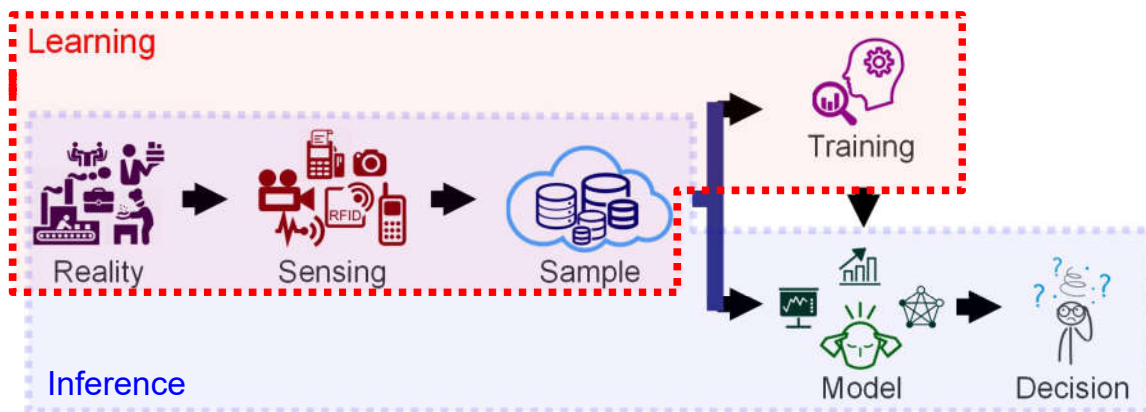 Learning
Training
RFID
Reality
Sensing
Sample
Inference
Model
Decision
? ? ? ?